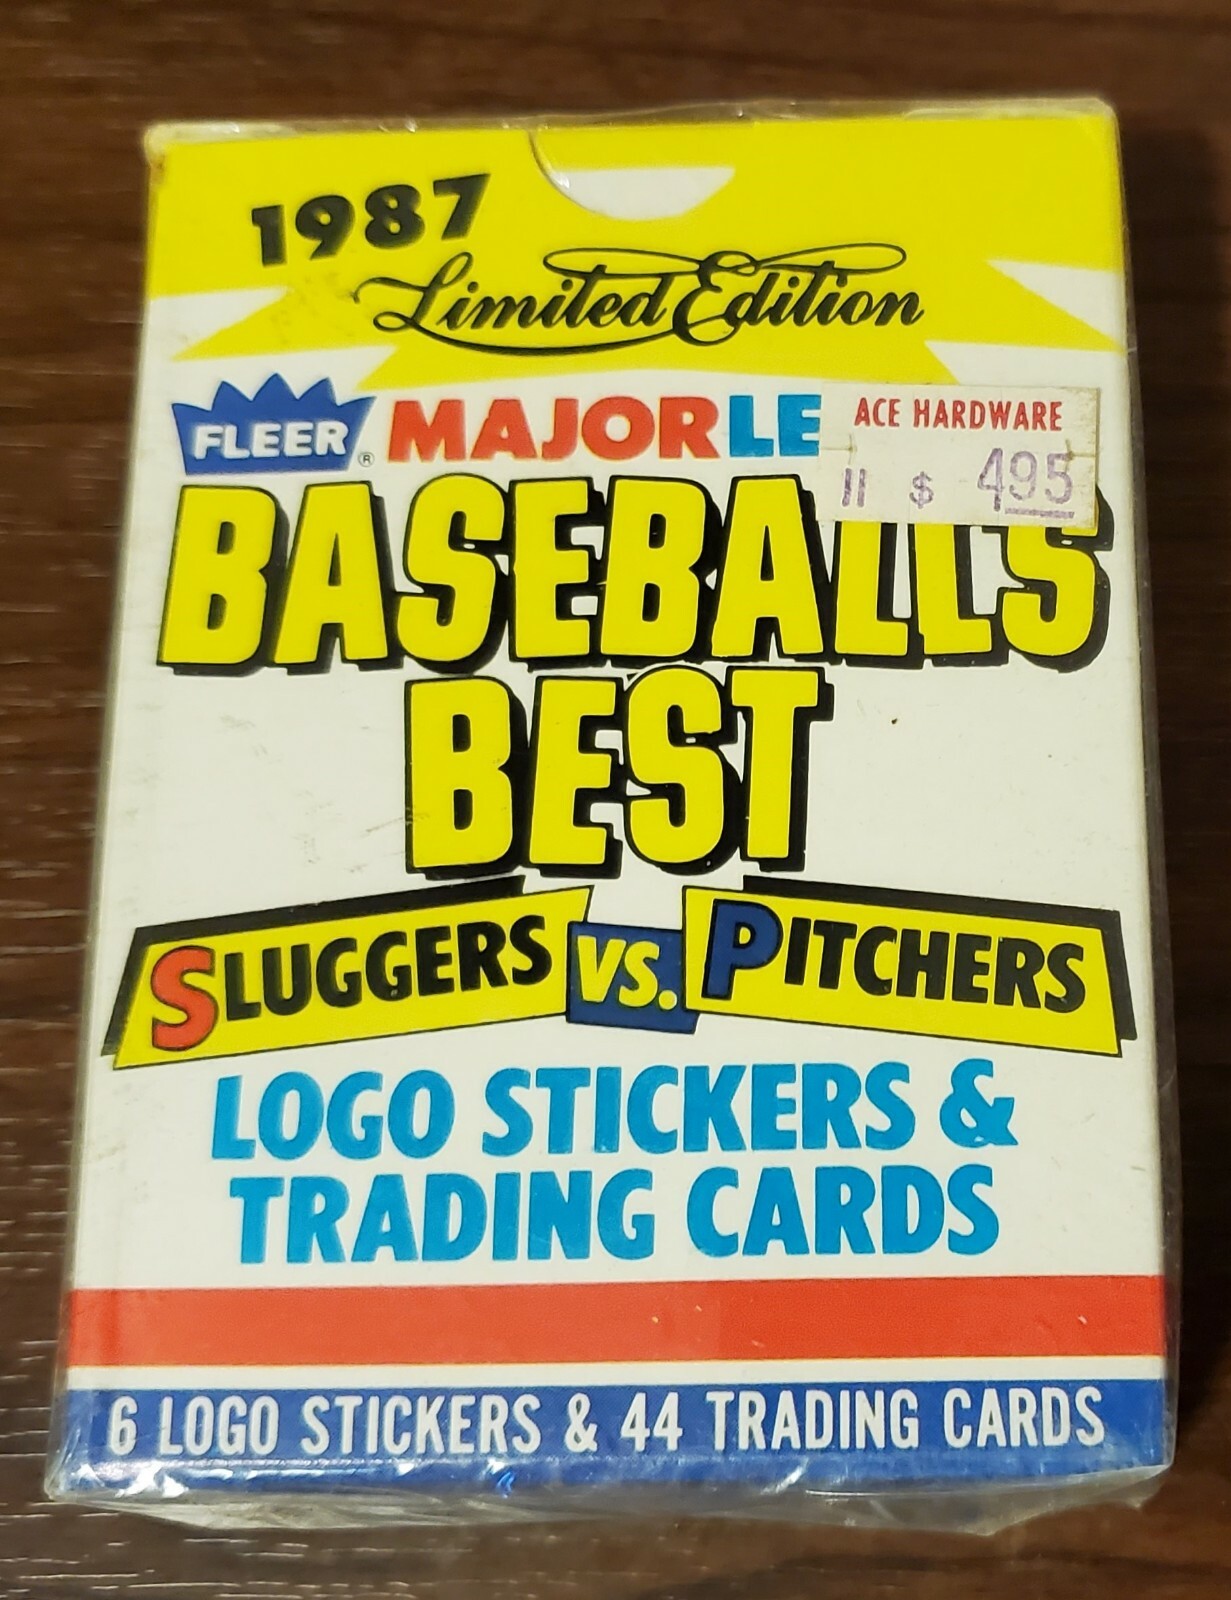 1987
Limited Edition
FLEER® MAJOR LE
ACE HARDWARE
11 $ 495
BASEBALL'S
BEST
SLUGGERS VS. PITCHERS
LOGO STICKERS &
TRADING CARDS
6 LOGO STICKERS & 44 TRADING CARDS